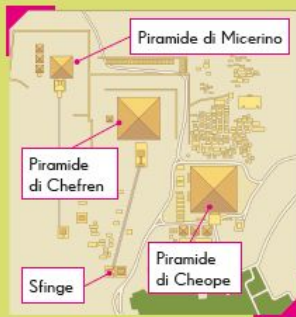 Piramide di Micerino
Piramide
di Chefren
Piramide
di Cheope
Sfinge